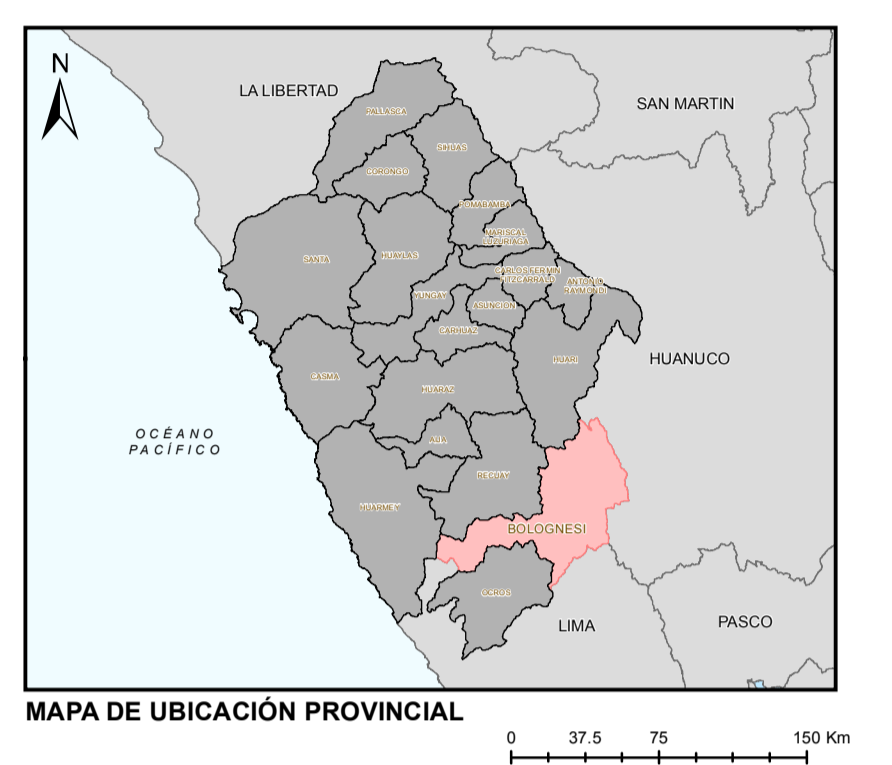 N
LA LIBERTAD
SAN MARTIN
PALLASCA
SIHUAS
CORONGO
POMABAMBA
MARISCAL
LUZURIAGA
SANTA
HUAYLAS
CARLOS FERMIN
FITZCARRALD
ANTONIO
RAYMONDI
YUNGAY
ASUNCION
CARHUAZ
HUARI
HUANUCO
CASMA
HUARAZ
OCÉANO
PACÍFICO
AIJA
RECUAY
HUARMEY
BOLOGNESI
OCROS
LIMA
PASCO
MAPA DE UBICACIÓN PROVINCIAL
0 37.5 75 150 Km